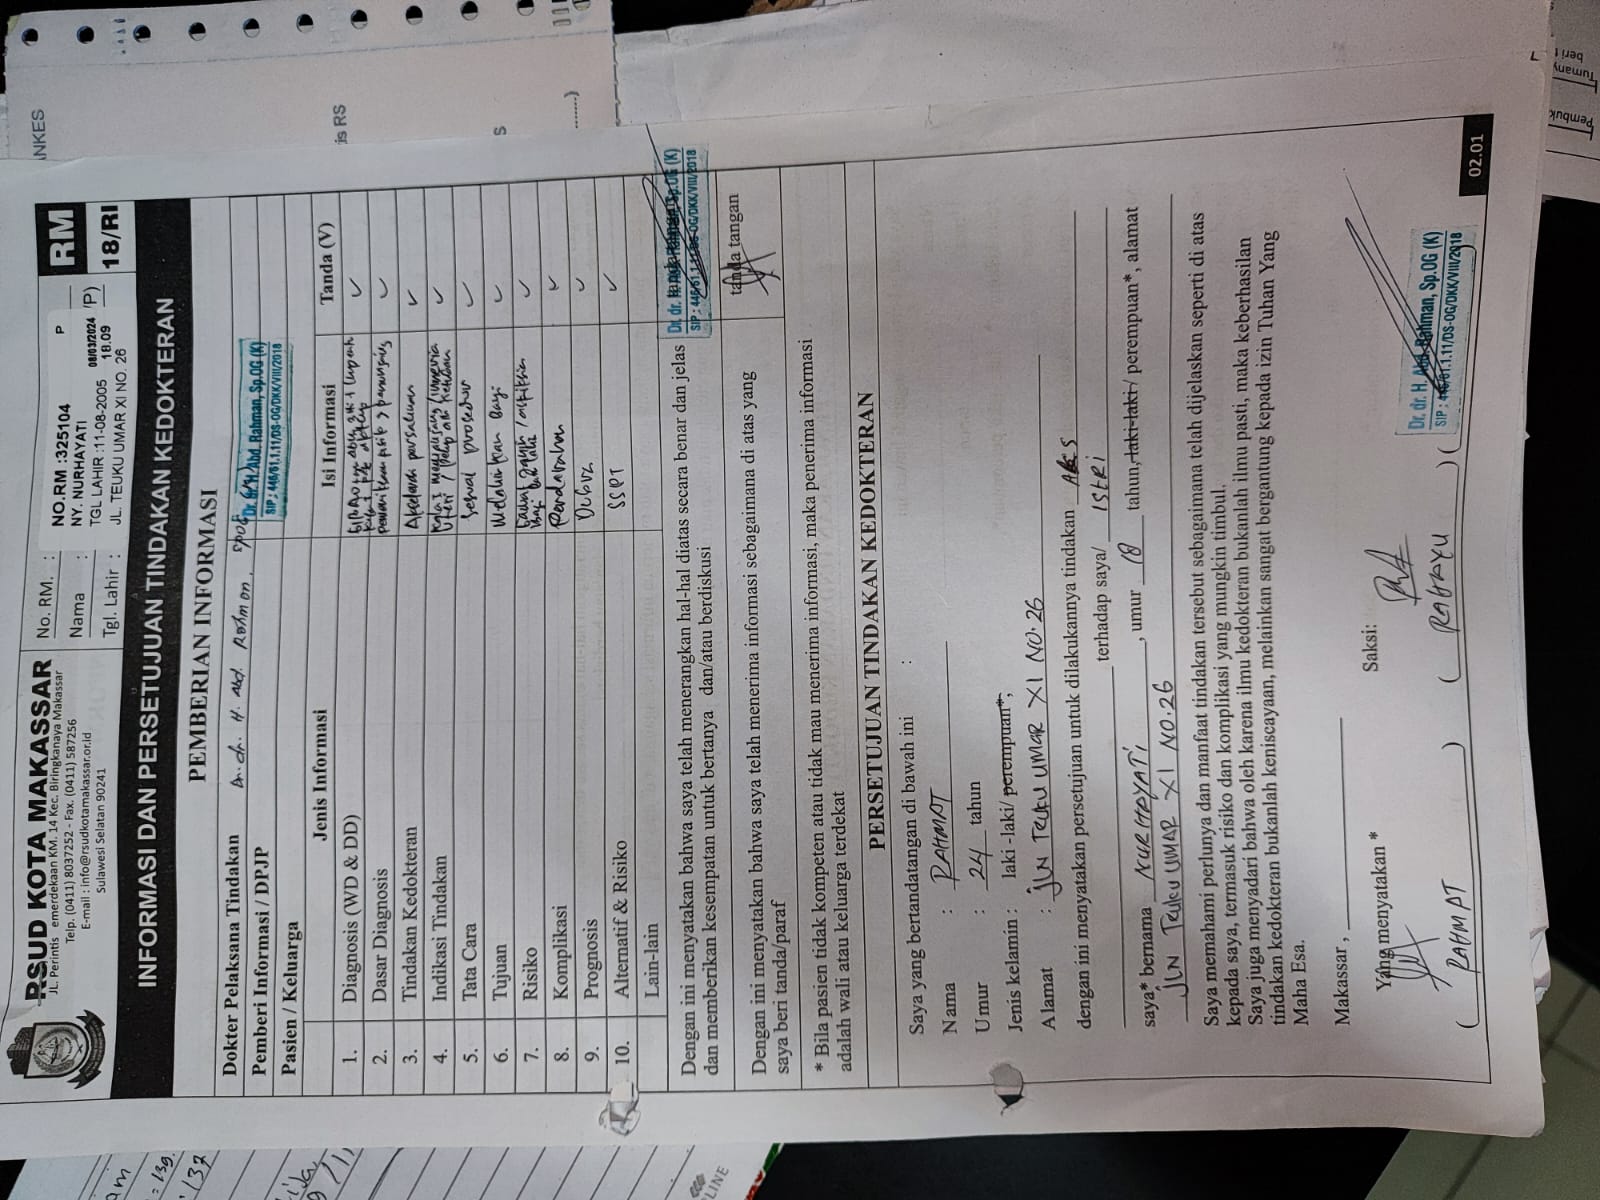 RSUD KOTA MAKASSAR
JL. Perintis emerdekaan KM. 14 Kec. Biringkanaya Makassar
Telp. (0411) 8037252 - Fax. (0411) 587256
E-mail : info@rsudkotamakassar.or.id
Sulawesi Selatan 90241
No. RM. :
Nama :
Tgl. Lahir :
NO.RM :325104 P
NY. NURHAYATI
TGL LAHIR :11-08-2005 08/03/2024 18.09
JL. TEUKU UMAR XI NO. 26
/P)
RM
18/RI
INFORMASI DAN PERSETUJUAN TINDAKAN KEDOKTERAN
PEMBERIAN INFORMASI
Dokter Pelaksana Tindakan Dr. dr. H. Abd. Rahman. SpOG
Dr. dr. H. Abd. Rahman, Sp.OG (K)
SIP : 446/61.1.11/DS-OG/DKK/VIII/2018
Pemberi Informasi / DPJP
Pasien / Keluarga
Jenis Informasi Isi Informasi Tanda (V)
1. Diagnosis (WD & DD) ✓
2. Dasar Diagnosis Pemeriksaan fisik & penunjang ✓
3. Tindakan Kedokteran Akselerasi persalinan ✓
4. Indikasi Tindakan Kala I memanjang / inersia uteri / ketuban ✓
5. Tata Cara Sesuai prosedur ✓
6. Tujuan Melahirkan Bayi ✓
7. Risiko Gawat janin / asfiksia Bayi baru lahir ✓
8. Komplikasi Perdarahan ✓
9. Prognosis Dubia ✓
10. Alternatif & Risiko SSPT ✓
Lain-lain
Dengan ini menyatakan bahwa saya telah menerangkan hal-hal diatas secara benar dan jelas
dan memberikan kesempatan untuk bertanya dan/atau berdiskusi
tanda tangan
Dr. dr. H. Abd. Rahman, Sp.OG (K)
SIP : 446/61.1.11/DS-OG/DKK/VIII/2018
Dengan ini menyatakan bahwa saya telah menerima informasi sebagaimana di atas yang
saya beri tanda/paraf
tanda tangan
* Bila pasien tidak kompeten atau tidak mau menerima informasi, maka penerima informasi
adalah wali atau keluarga terdekat
PERSETUJUAN TINDAKAN KEDOKTERAN
Saya yang bertandatangan di bawah ini :
Nama : RAHMAT
Umur : 24 tahun
Jenis kelamin : laki -laki/ perempuan*,
Alamat : JLN TEUKU UMAR XI NO.26
dengan ini menyatakan persetujuan untuk dilakukannya tindakan AKS
terhadap saya/ ISTRI
saya* bernama NURHAYATI, umur 18 tahun, laki-laki / perempuan*, alamat
JLN TEUKU UMAR XI NO.26
Saya memahami perlunya dan manfaat tindakan tersebut sebagaimana telah dijelaskan seperti di atas
kepada saya, termasuk risiko dan komplikasi yang mungkin timbul.
Saya juga menyadari bahwa oleh karena ilmu kedokteran bukanlah ilmu pasti, maka keberhasilan
tindakan kedokteran bukanlah keniscayaan, melainkan sangat bergantung kepada izin Tuhan Yang
Maha Esa.
Makassar ,
Yang menyatakan * Saksi:
( RAHMAT ) ( RAHAYU ) ( )
Dr. dr. H. Abd. Rahman, Sp.OG (K)
SIP : 446/61.1.11/DS-OG/DKK/VIII/2018
02.01
NKES
is RS